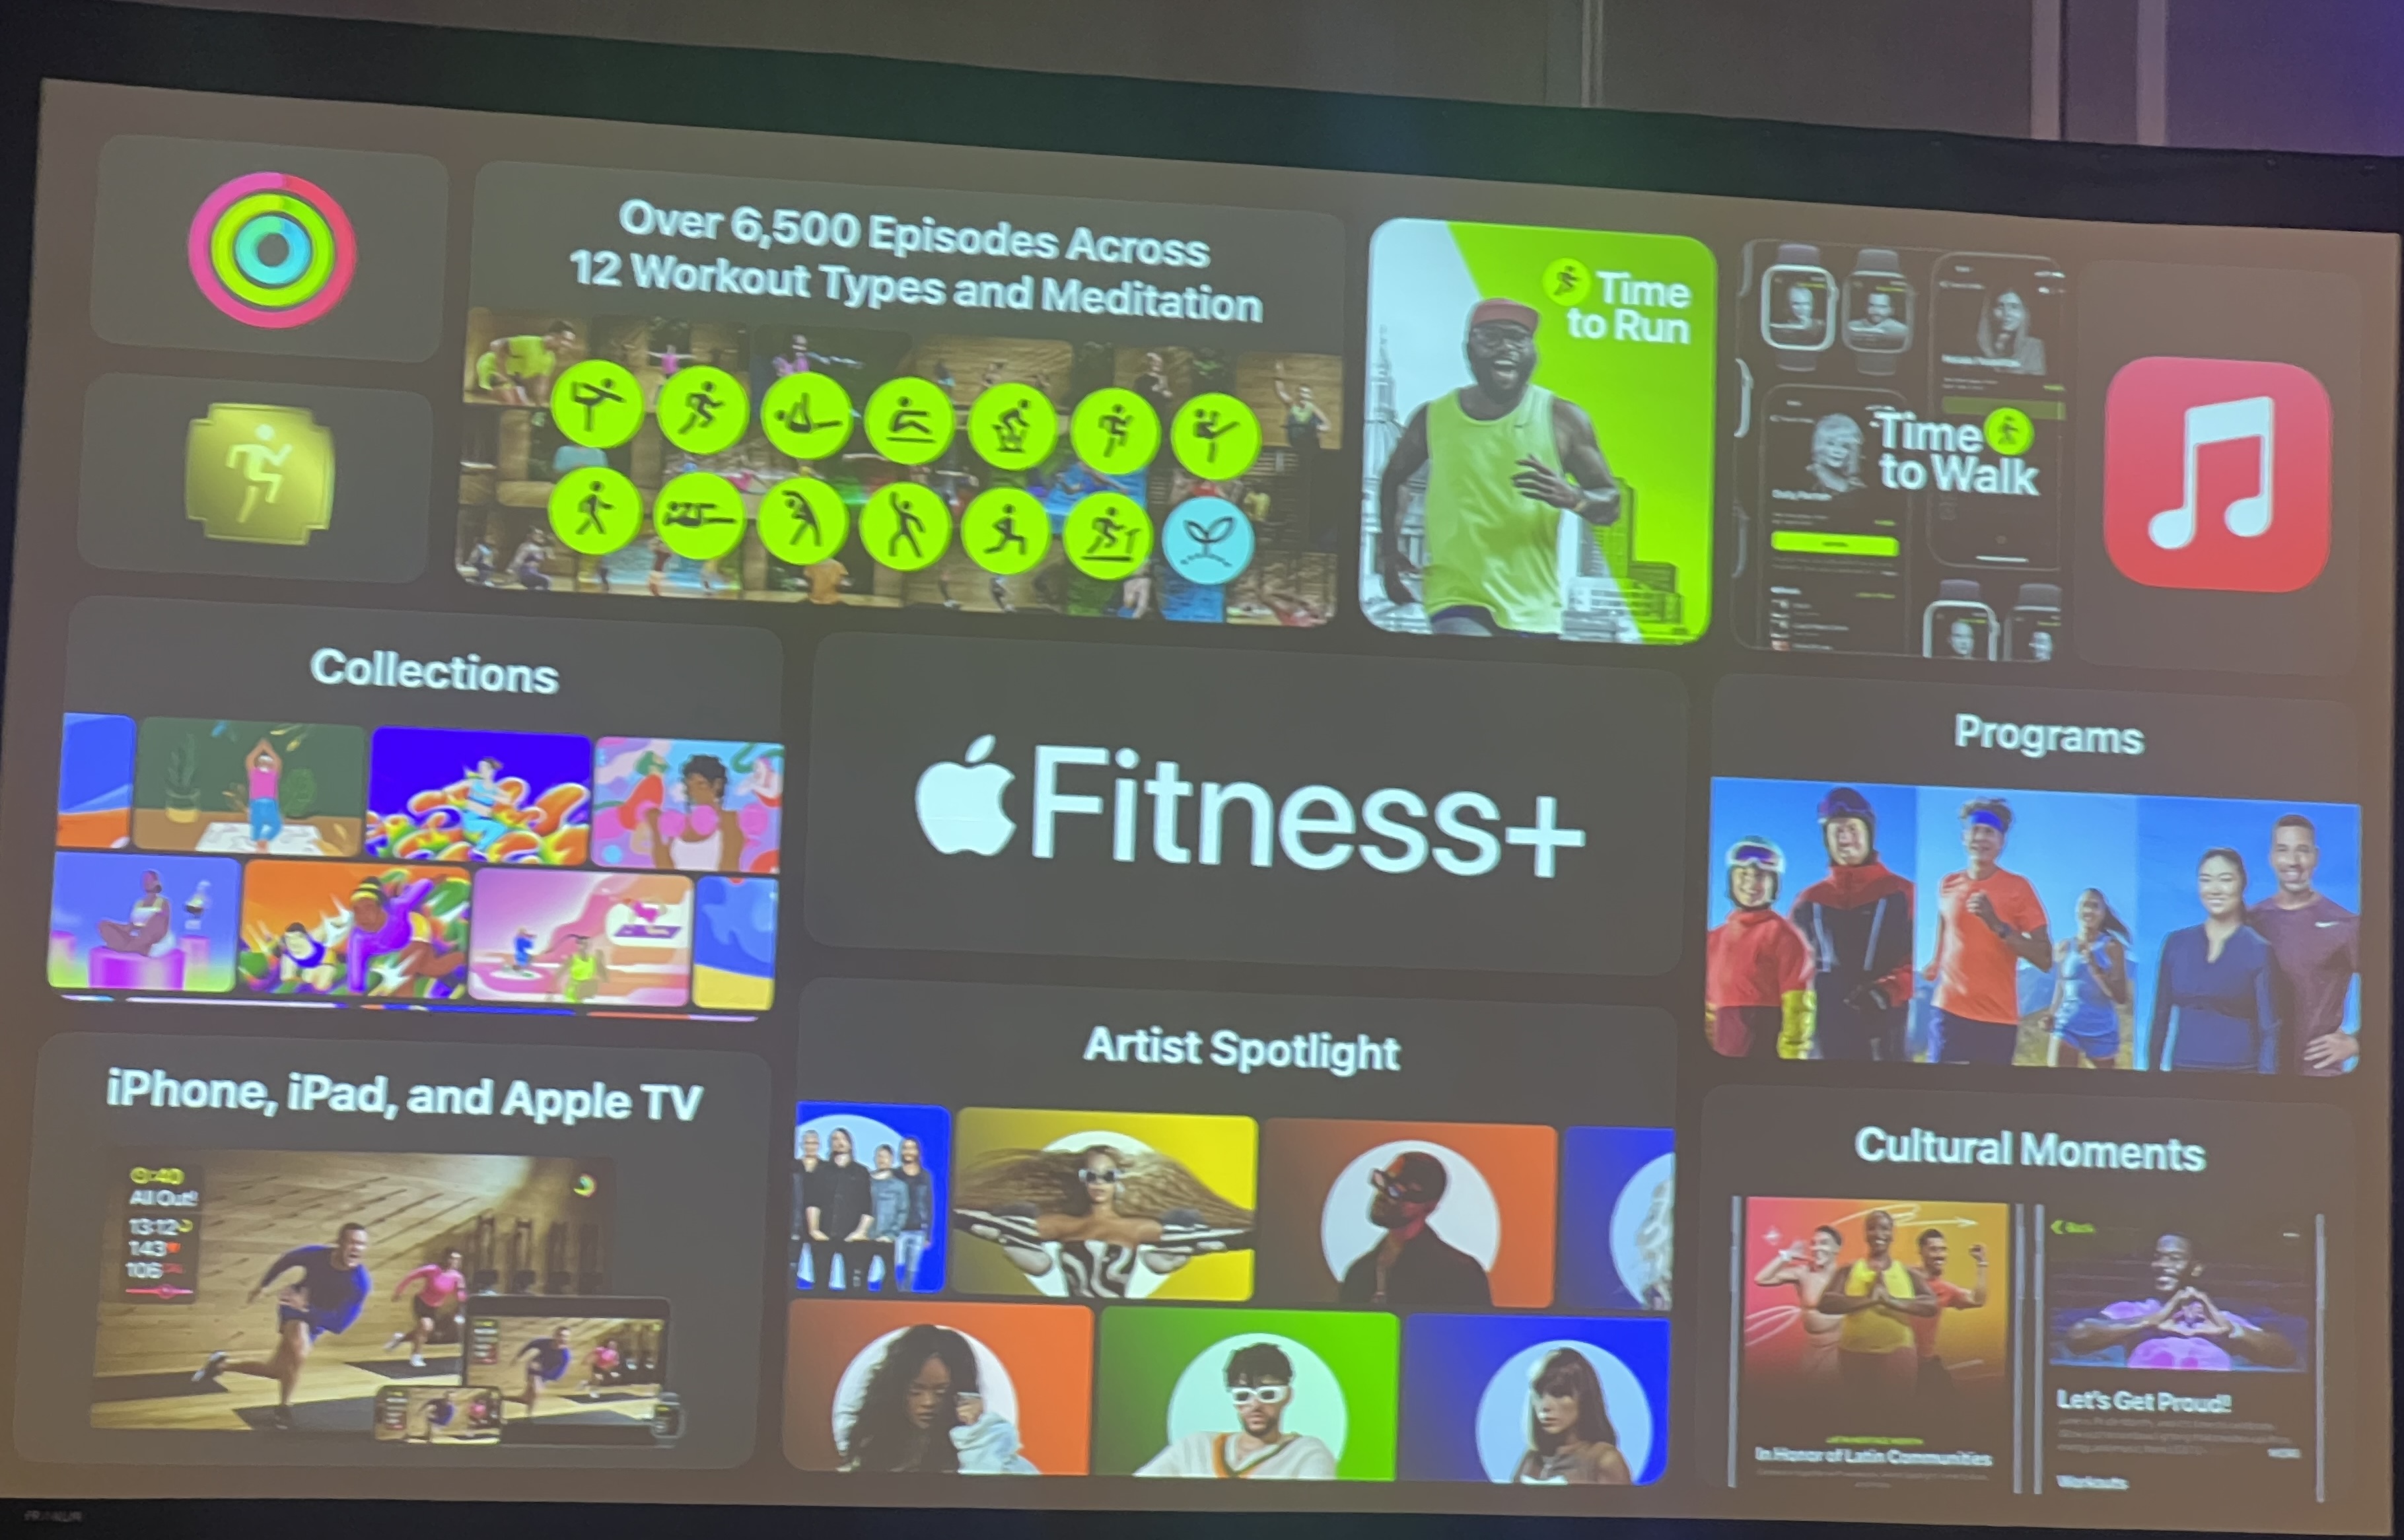 Over 6,500 Episodes Across
12 Workout Types and Meditation
Time
to Run
Time
to Walk
Collections
Fitness+
Programs
iPhone, iPad, and Apple TV
0:40
All Out!
13:12
143
106
Artist Spotlight
Cultural Moments
In Honor of Latin Communities
Back
Let's Get Proud!
Workouts